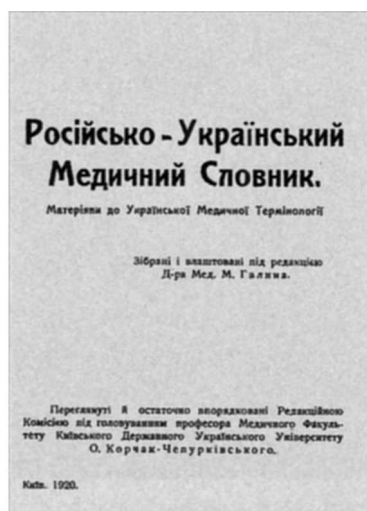 Російсько-Український
Медичний Словник.
Матеріяли до Української Медичної Термінології
Зібрані і влаштовані під редакцією
Д-ра Мед. М. Галина.
Переглянуті й остаточно впорядковані Редакційною
Комісією під головуванням професора Медичного Факуль-
тету Київського Державного Українського Університету
О. Корчак-Чепурківського.
Київ. 1920.